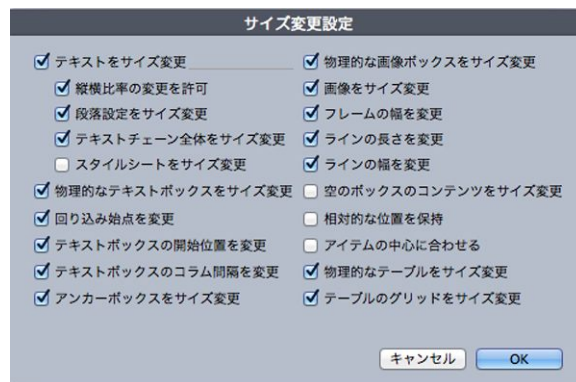 サイズ変更設定
テキストをサイズ変更
縦横比率の変更を許可
段落設定をサイズ変更
テキストチェーン全体をサイズ変更
スタイルシートをサイズ変更
物理的なテキストボックスをサイズ変更
回り込み始点を変更
テキストボックスの開始位置を変更
テキストボックスのコラム間隔を変更
アンカーボックスをサイズ変更
物理的な画像ボックスをサイズ変更
画像をサイズ変更
フレームの幅を変更
ラインの長さを変更
ラインの幅を変更
空のボックスのコンテンツをサイズ変更
相対的な位置を保持
アイテムの中心に合わせる
物理的なテーブルをサイズ変更
テーブルのグリッドをサイズ変更
キャンセル
OK